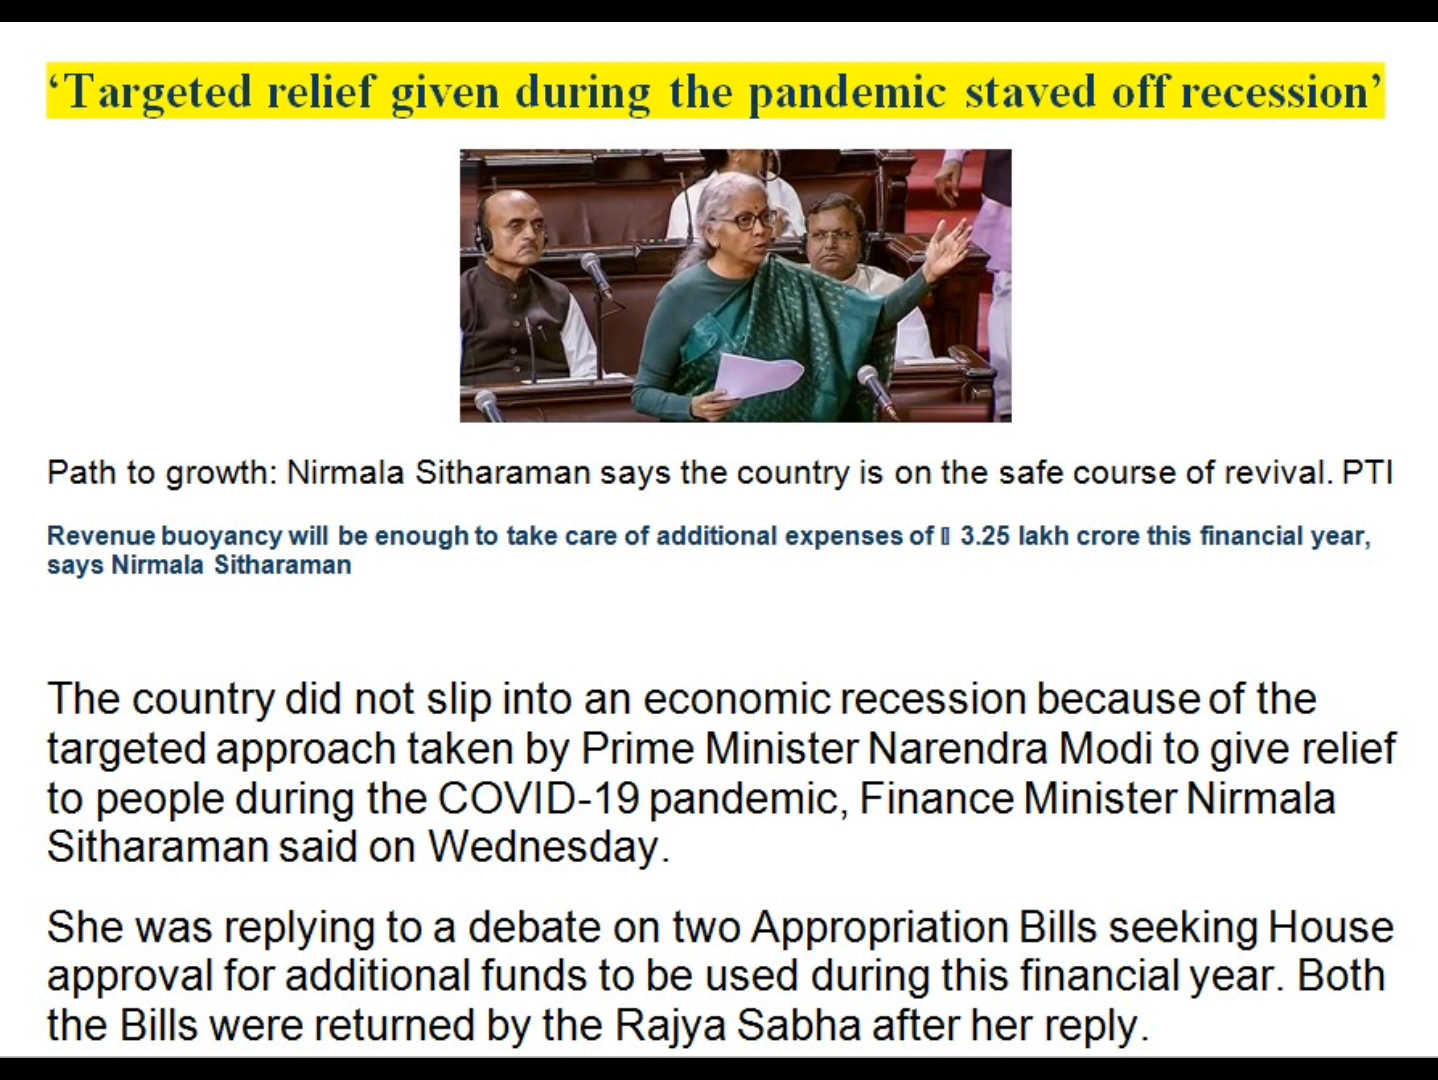 ‘Targeted relief given during the pandemic staved off recession’
Path to growth: Nirmala Sitharaman says the country is on the safe course of revival. PTI
Revenue buoyancy will be enough to take care of additional expenses of ▯ 3.25 lakh crore this financial year,
says Nirmala Sitharaman
The country did not slip into an economic recession because of the
targeted approach taken by Prime Minister Narendra Modi to give relief
to people during the COVID-19 pandemic, Finance Minister Nirmala
Sitharaman said on Wednesday.
She was replying to a debate on two Appropriation Bills seeking House
approval for additional funds to be used during this financial year. Both
the Bills were returned by the Rajya Sabha after her reply.